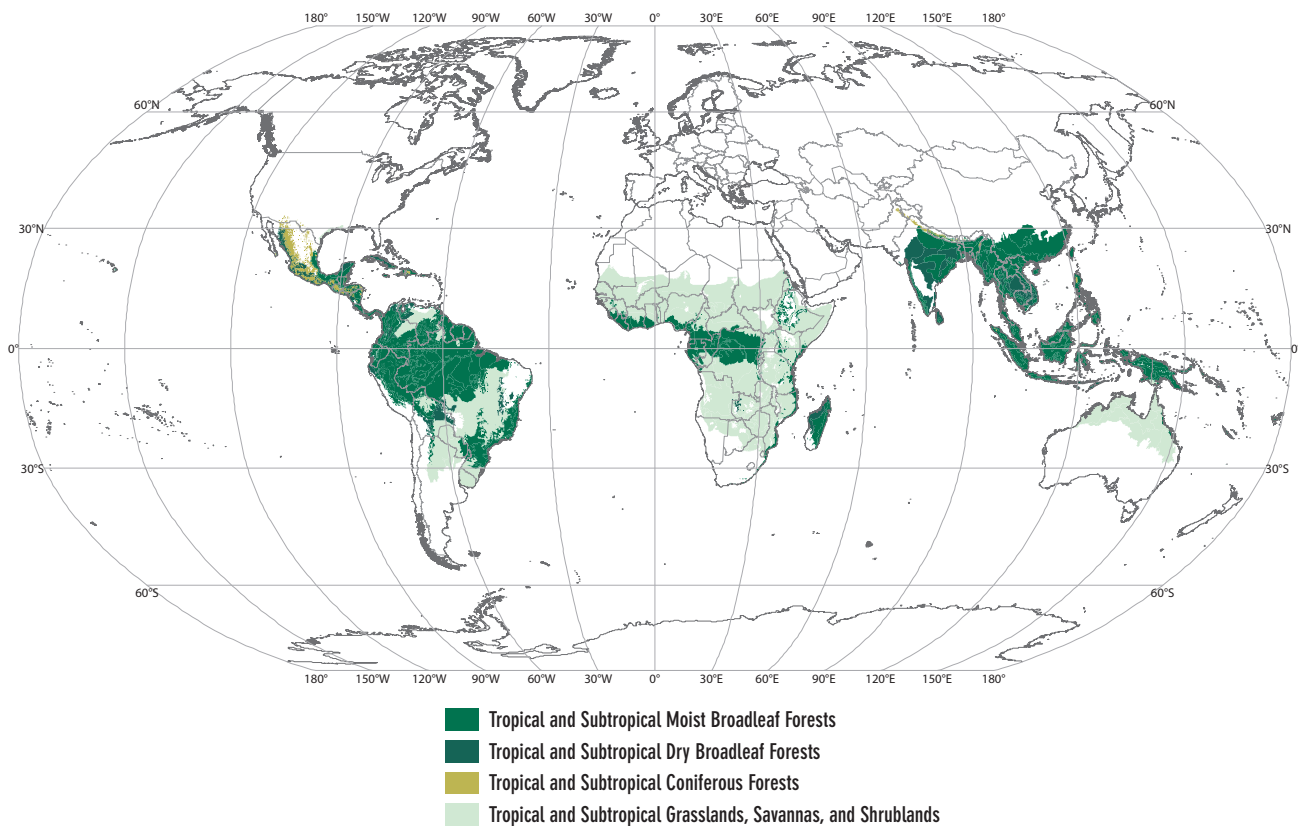 180° 150°W 120°W 90°W 60°W 30W 0° 30°E 60°E 90°E 120°E 150°E 180°
60°N 60°N
30°N 30°N
0° 0
30°S 30°S
60°S 60°S
180° 150°W 120°W 90°W 60W 30W 0° 30°E 60°E 90°E 120°E 150°E 180°
Tropical and Subtropical Moist Broadleaf Forests
Tropical and Subtropical Dry Broadleaf Forests
Tropical and Subtropical Coniferous Forests
Tropical and Subtropical Grasslands, Savannas, and Shrublands